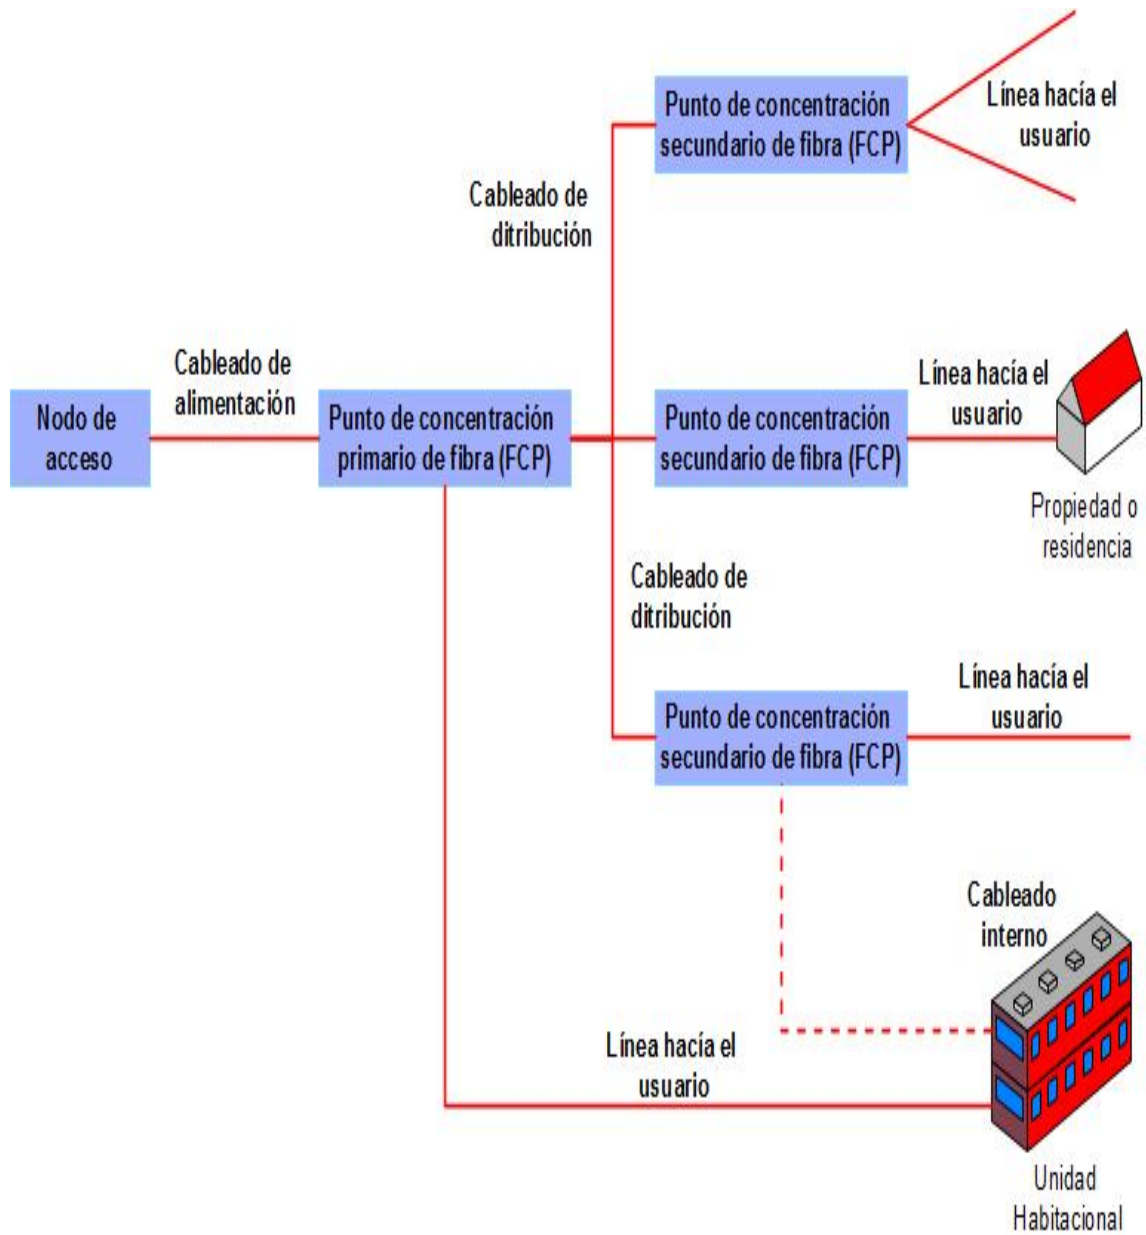 Punto de concentración
secundario de fibra (FCP)
Línea hacía el
usuario
Cableado de
ditribución
Cableado de
alimentación
Nodo de
acceso
Punto de concentración
primario de fibra (FCP)
Punto de concentración
secundario de fibra (FCP)
Línea hacía el
usuario
Propiedad o
residencia
Cableado de
ditribución
Punto de concentración
secundario de fibra (FCP)
Línea hacía el
usuario
Cableado
interno
Línea hacía el
usuario
Unidad
Habitacional